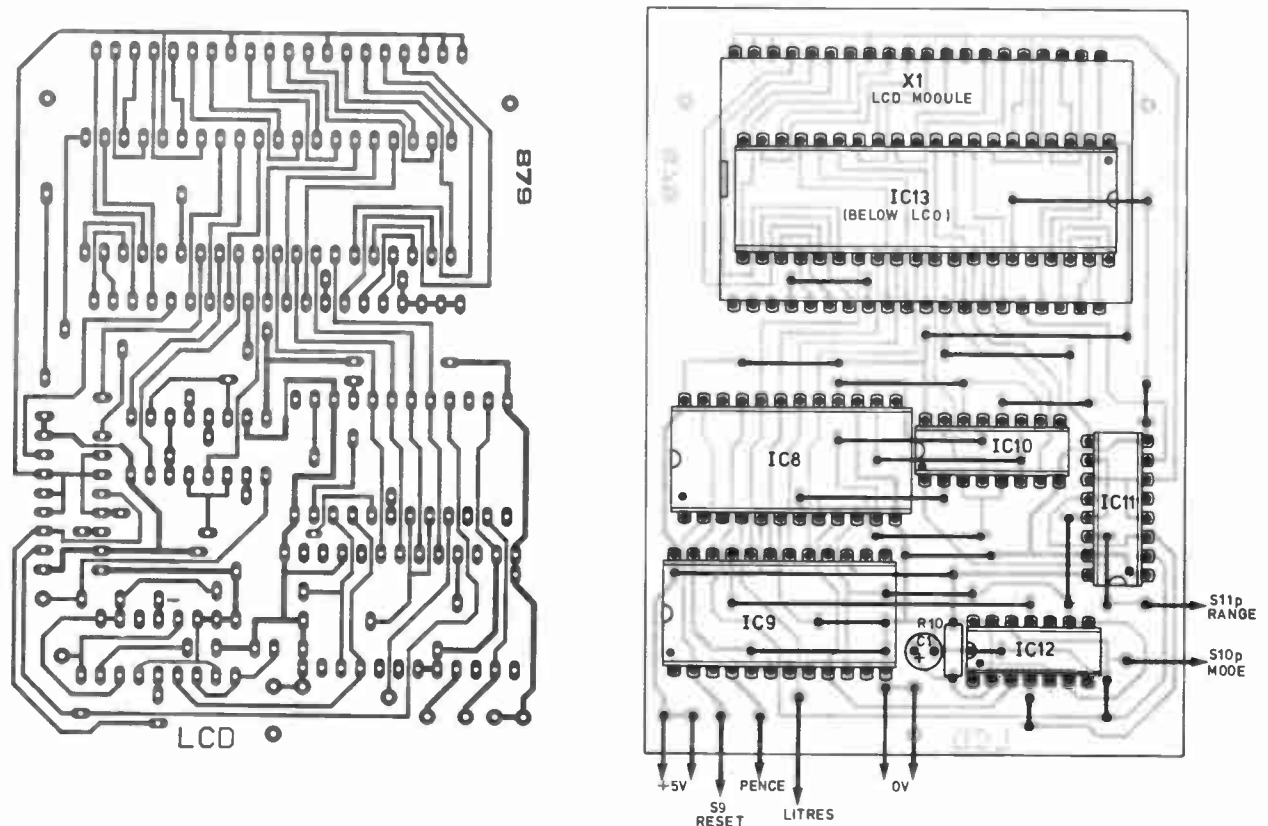 879
LCD
X1
LCD MODULE
IC13
(BELOW LCD)
IC8
IC10
IC11
IC9
R10
C1
+
IC12
S11p
RANGE
S10p
MODE
+5V
S9
RESET
PENCE
LITRES
0V